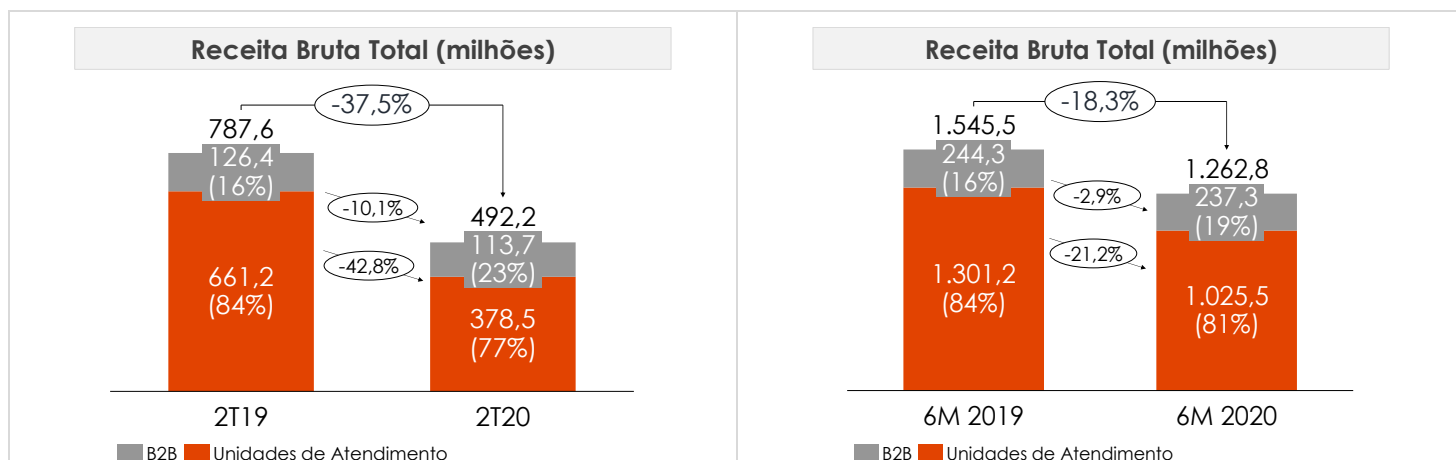 Receita Bruta Total (milhões)
-37,5%
787,6
126,4
(16%)
-10,1%
492,2
113,7
(23%)
-42,8%
661,2
(84%)
378,5
(77%)
2T19
2T20
B2B
Unidades de Atendimento
Receita Bruta Total (milhões)
-18,3%
1.545,5
244,3
(16%)
1.262,8
-2,9%
237,3
(19%)
-21,2%
1.301,2
(84%)
1.025,5
(81%)
6M 2019
6M 2020
B2B
Unidades de Atendimento